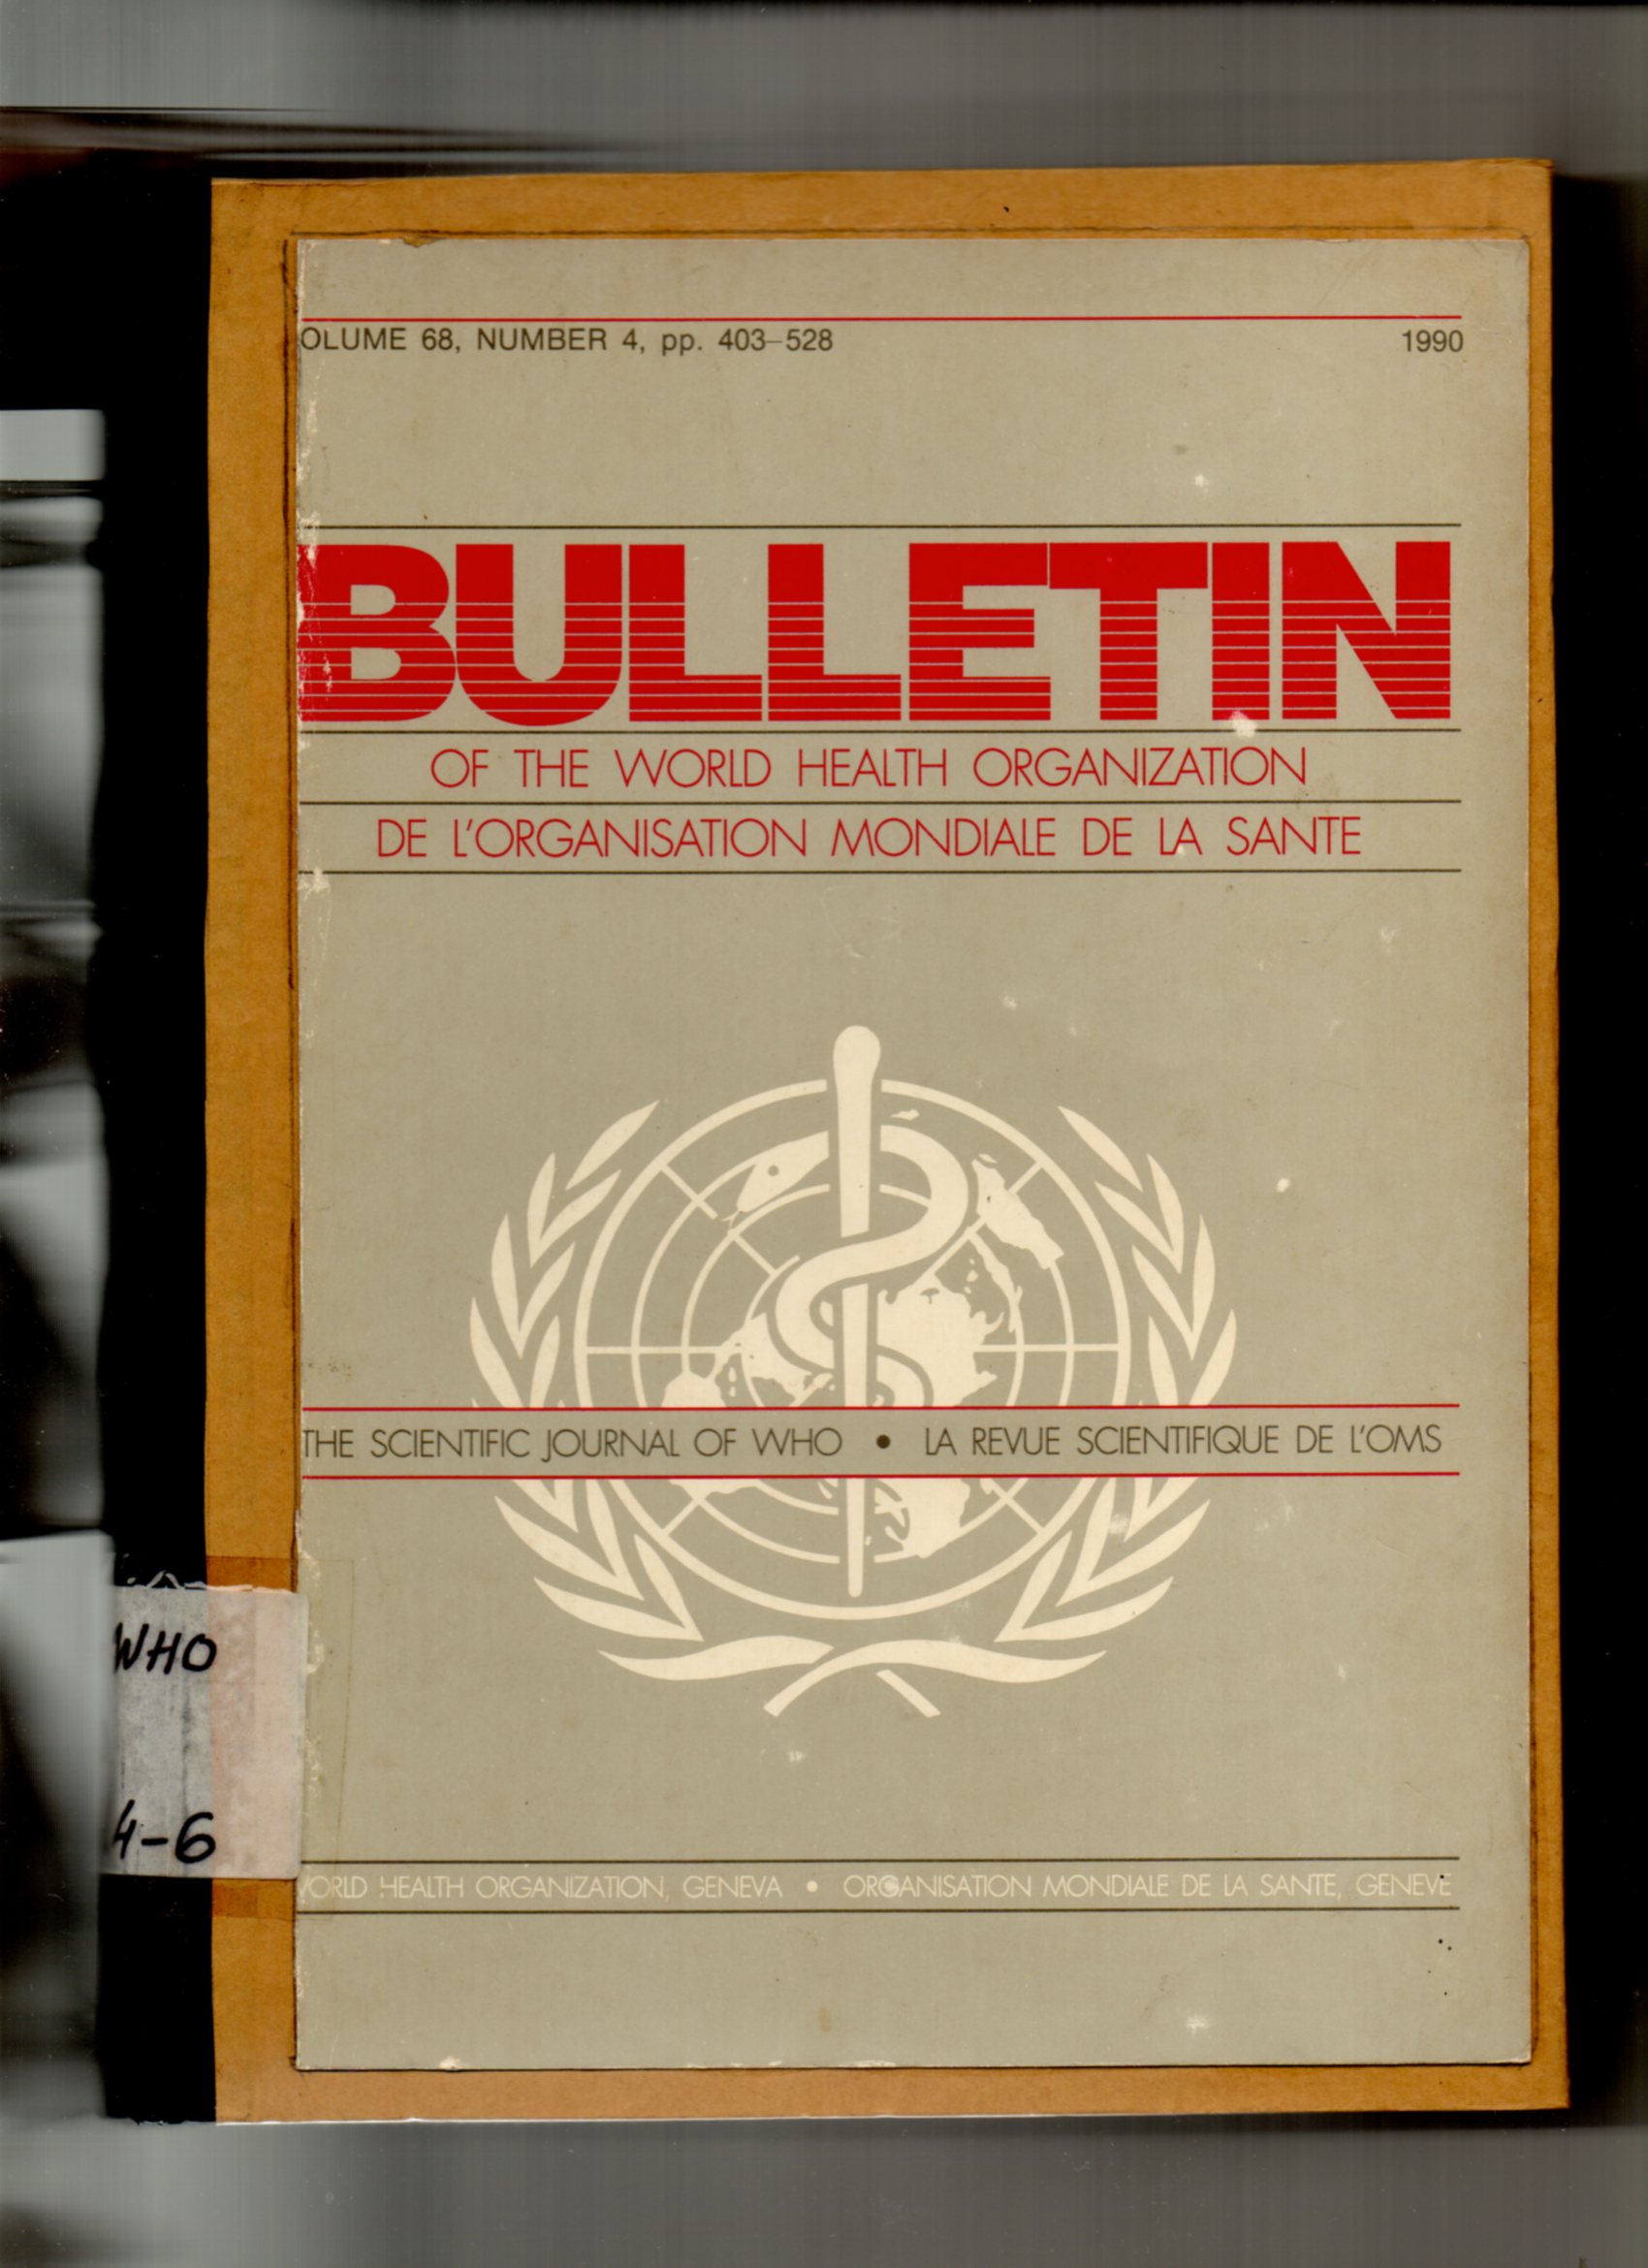 OLUME 68, NUMBER 4, pp. 403–528 1990
BULLETIN
OF THE WORLD HEALTH ORGANIZATION
DE L'ORGANISATION MONDIALE DE LA SANTE
THE SCIENTIFIC JOURNAL OF WHO • LA REVUE SCIENTIFIQUE DE L'OMS
WHO
4-6
WORLD HEALTH ORGANIZATION, GENEVA • ORGANISATION MONDIALE DE LA SANTE, GENEVE